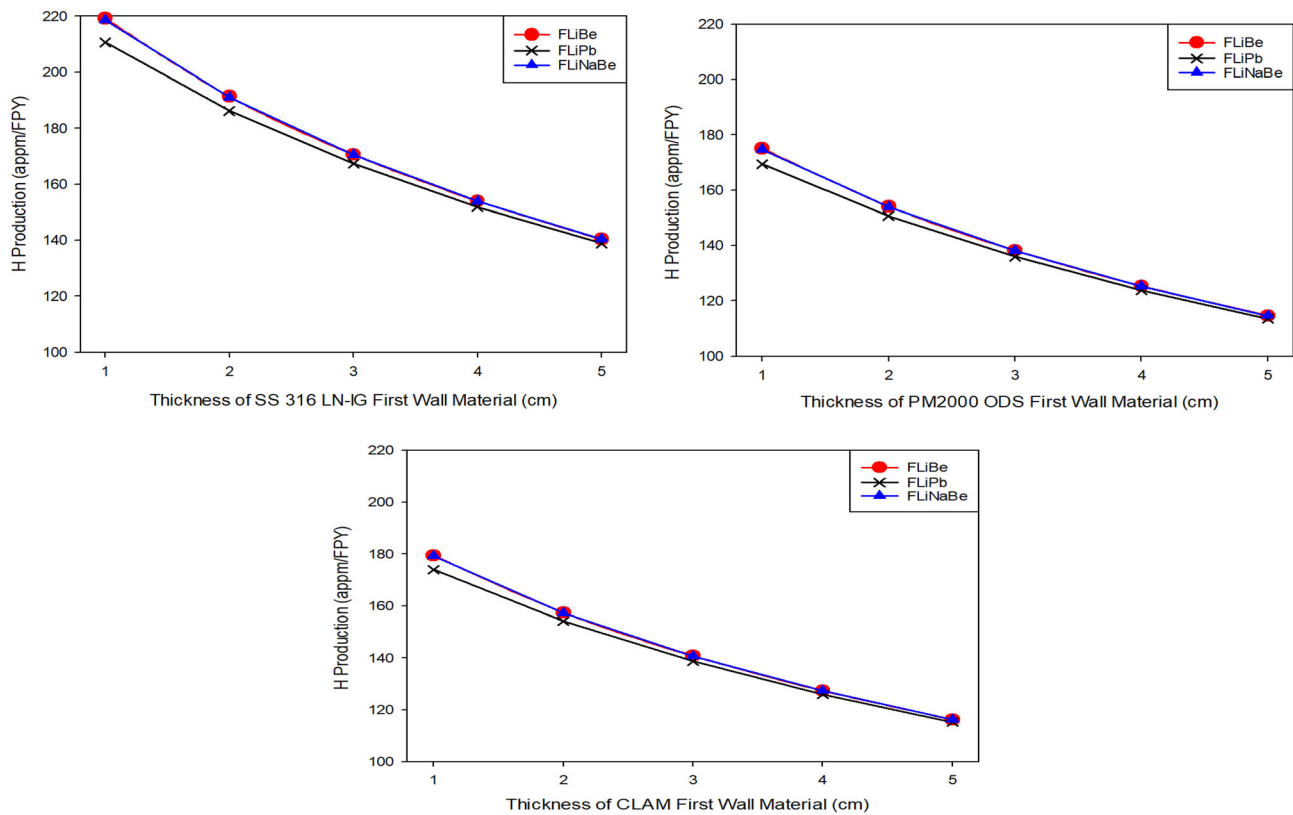 220
200
180
160
140
120
100
H Production (appm/FPY)
FLiBe
FLiPb
FLiNaBe
1 2 3 4 5
Thickness of SS 316 LN-IG First Wall Material (cm)
220
200
180
160
140
120
100
H Production (appm/FPY)
FLiBe
FLiPb
FLiNaBe
1 2 3 4 5
Thickness of PM2000 ODS First Wall Material (cm)
220
200
180
160
140
120
100
H Production (appm/FPY)
FLiBe
FLiPb
FLiNaBe
1 2 3 4 5
Thickness of CLAM First Wall Material (cm)